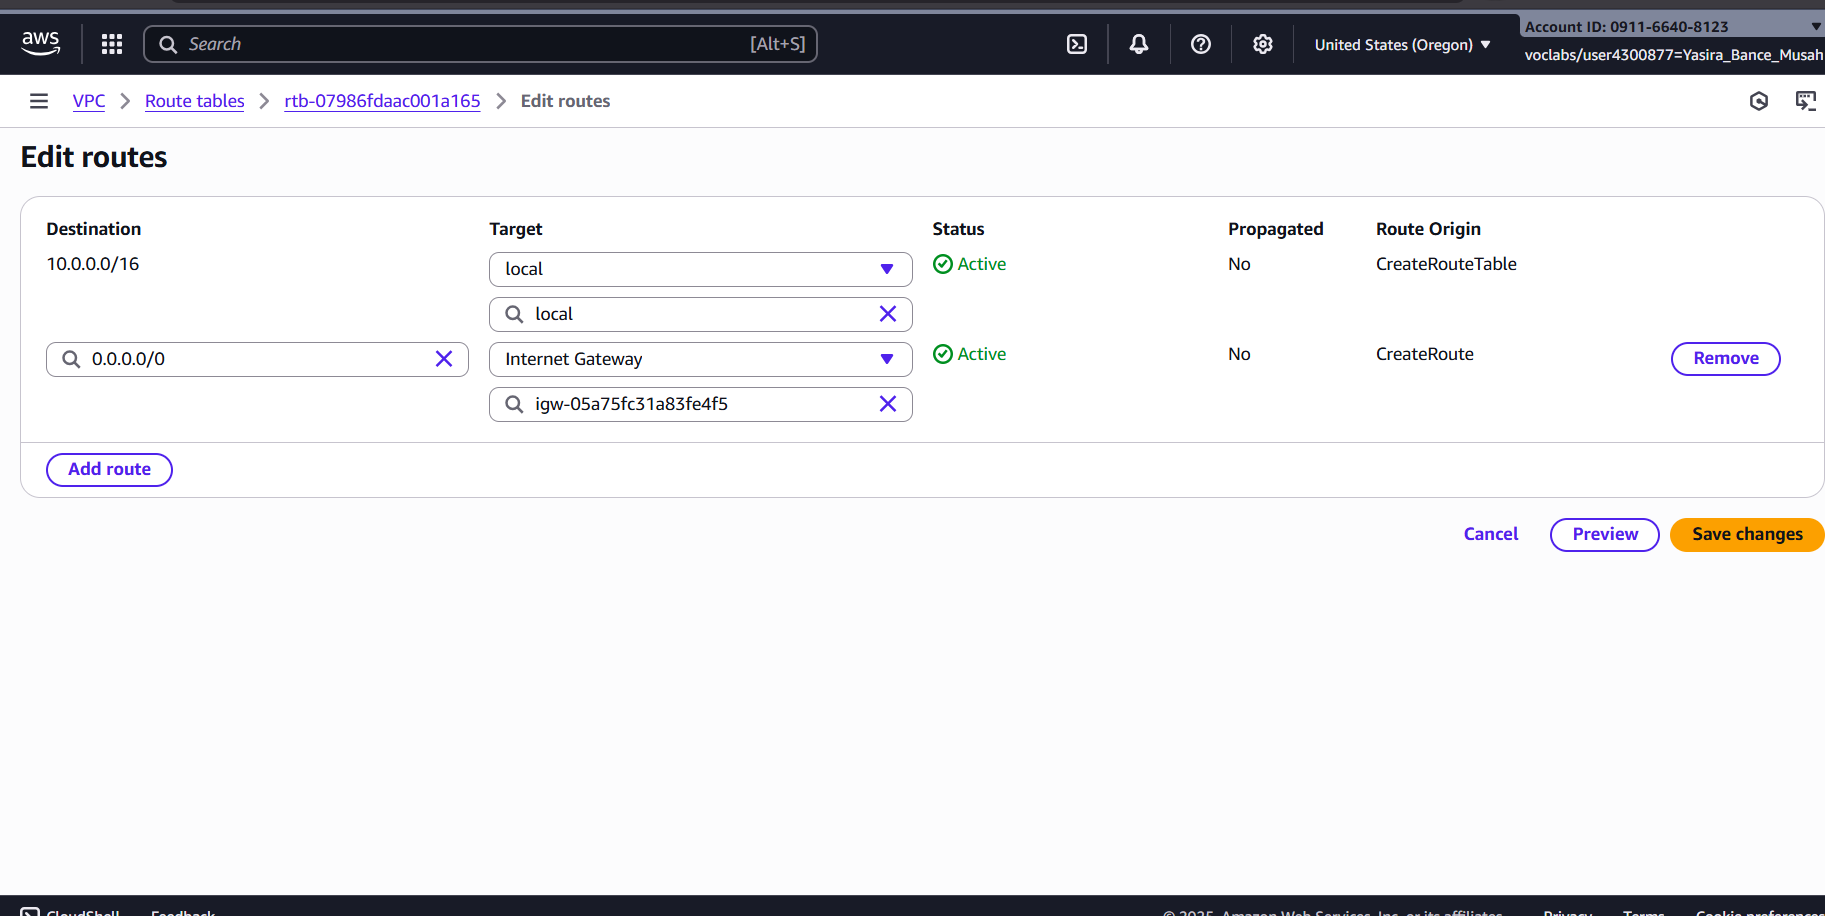 aws
Search
[Alt+S]
United States (Oregon)
Account ID: 0911-6640-8123
voclabs/user4300877=Yasira_Bance_Musah
VPC
Route tables
rtb-07986fdaac001a165
Edit routes
Edit routes
Destination
Target
Status
Propagated
Route Origin
10.0.0.0/16
local
Active
No
CreateRouteTable
local
0.0.0.0/0
Internet Gateway
Active
No
CreateRoute
Remove
igw-05a75fc31a83fe4f5
Add route
Cancel
Preview
Save changes
CloudShell
Feedback
© 2025, Amazon Web Services, Inc. or its affiliates.
Privacy
Terms
Cookie preferences